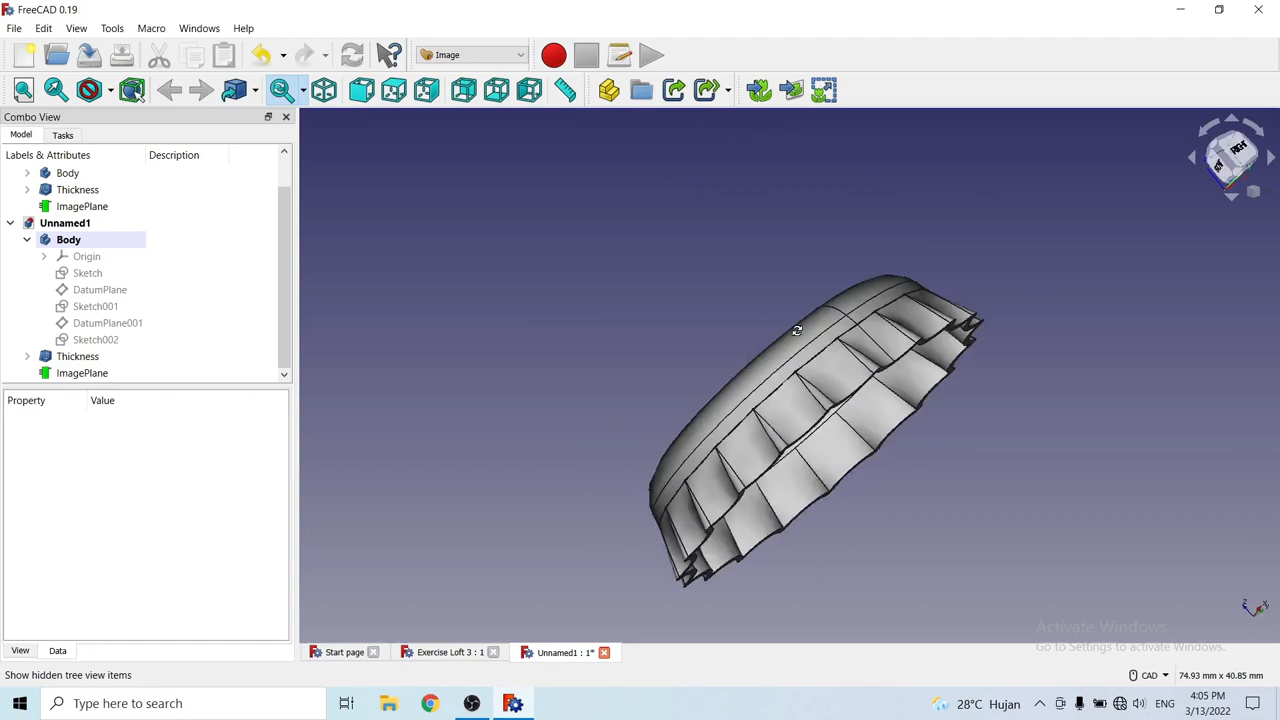 FreeCAD 0.19
File Edit View Tools Macro Windows Help
Image
Combo View
Model Tasks
Labels & Attributes Description
Body
Thickness
ImagePlane
Unnamed1
Body
Origin
Sketch
DatumPlane
Sketch001
DatumPlane001
Sketch002
Thickness
ImagePlane
Property Value
RIGHT
Z
Activate Windows
Go to Settings to activate Windows.
View Data
Start page Exercise Loft 3 : 1 Unnamed1 : 1*
Show hidden tree view items
CAD 74.93 mm x 40.85 mm
Type here to search
28°C Hujan ENG
4:05 PM
3/13/2022